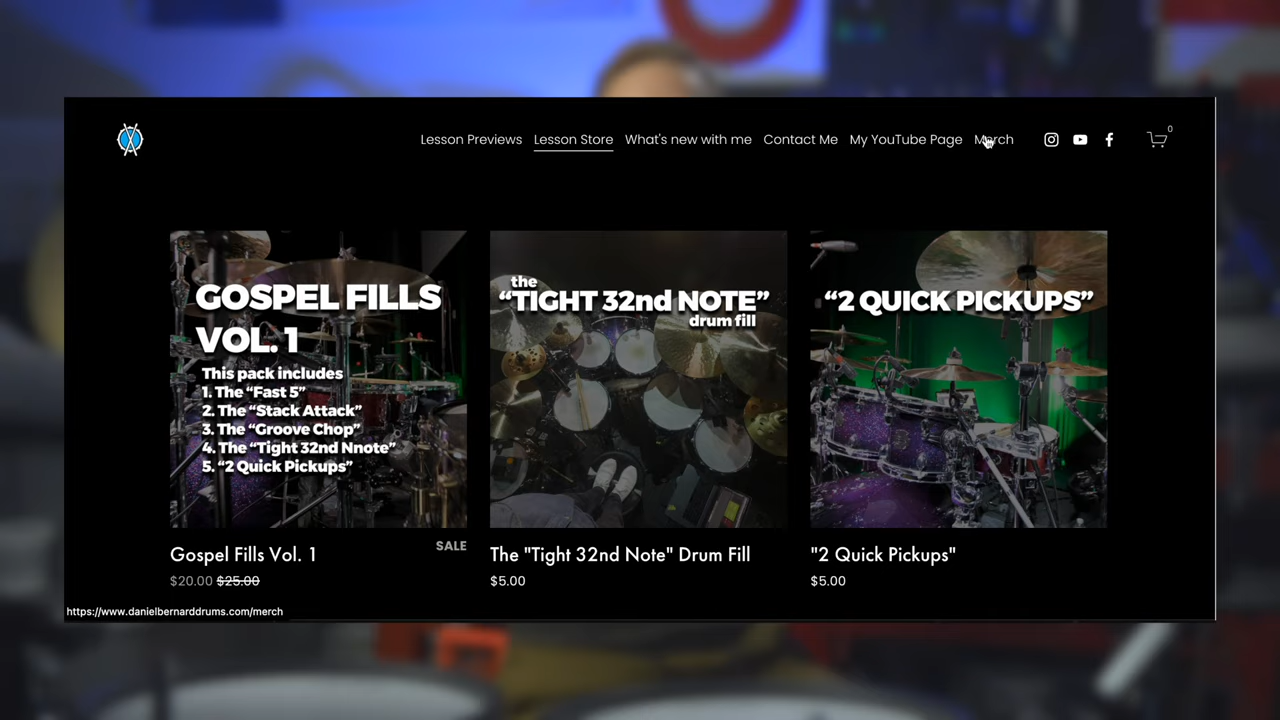 Lesson Previews Lesson Store What's new with me Contact Me My YouTube Page Merch 0
GOSPEL FILLS
VOL. 1
This pack includes
1. The “Fast 5”
2. The “Stack Attack”
3. The “Groove Chop”
4. The “Tight 32nd Nnote”
5. “2 Quick Pickups”
the
“TIGHT 32nd NOTE”
drum fill
“2 QUICK PICKUPS”
Gospel Fills Vol. 1
SALE
$20.00 $25.00
The "Tight 32nd Note" Drum Fill
$5.00
"2 Quick Pickups"
$5.00
https://www.danielbernarddrums.com/merch